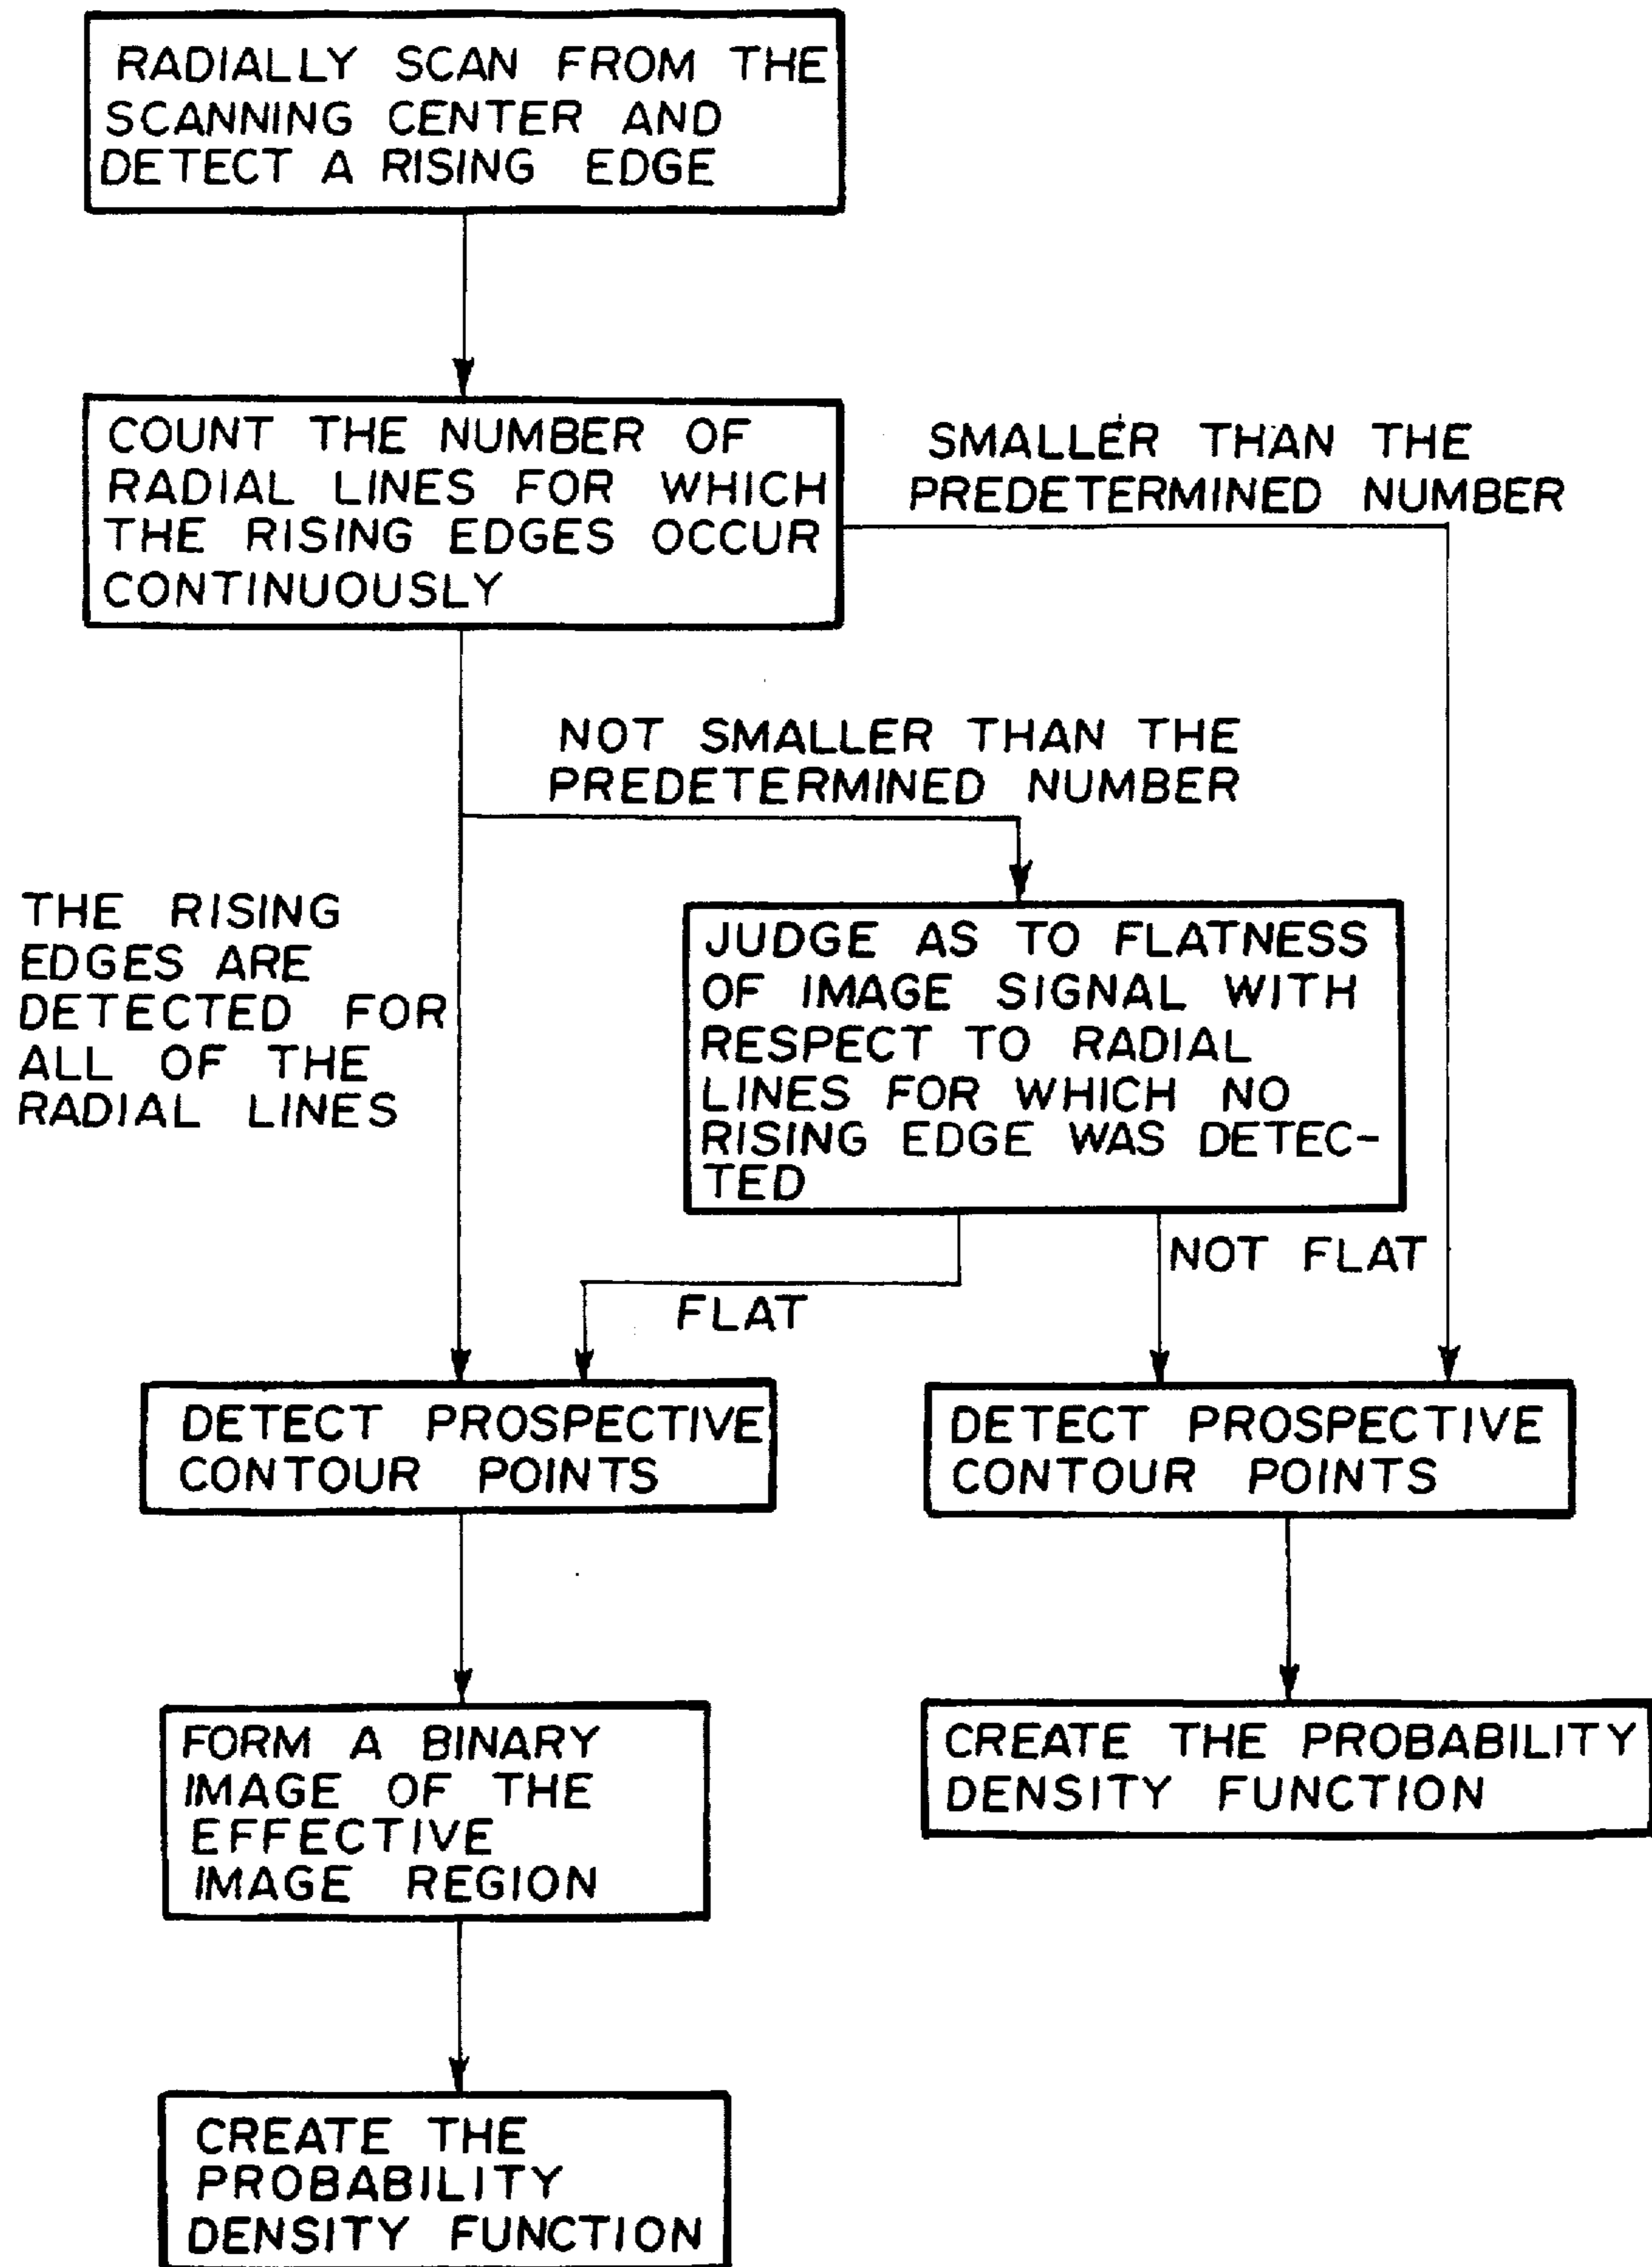 RADIALLY SCAN FROM THE
SCANNING CENTER AND
DETECT A RISING EDGE
COUNT THE NUMBER OF
RADIAL LINES FOR WHICH
THE RISING EDGES OCCUR
CONTINUOUSLY
SMALLER THAN THE
PREDETERMINED NUMBER
NOT SMALLER THAN THE
PREDETERMINED NUMBER
THE RISING
EDGES ARE
DETECTED FOR
ALL OF THE
RADIAL LINES
JUDGE AS TO FLATNESS
OF IMAGE SIGNAL WITH
RESPECT TO RADIAL
LINES FOR WHICH NO
RISING EDGE WAS DETEC-
TED
NOT FLAT
FLAT
DETECT PROSPECTIVE
CONTOUR POINTS
DETECT PROSPECTIVE
CONTOUR POINTS
FORM A BINARY
IMAGE OF THE
EFFECTIVE
IMAGE REGION
CREATE THE PROBABILITY
DENSITY FUNCTION
CREATE THE
PROBABILITY
DENSITY FUNCTION